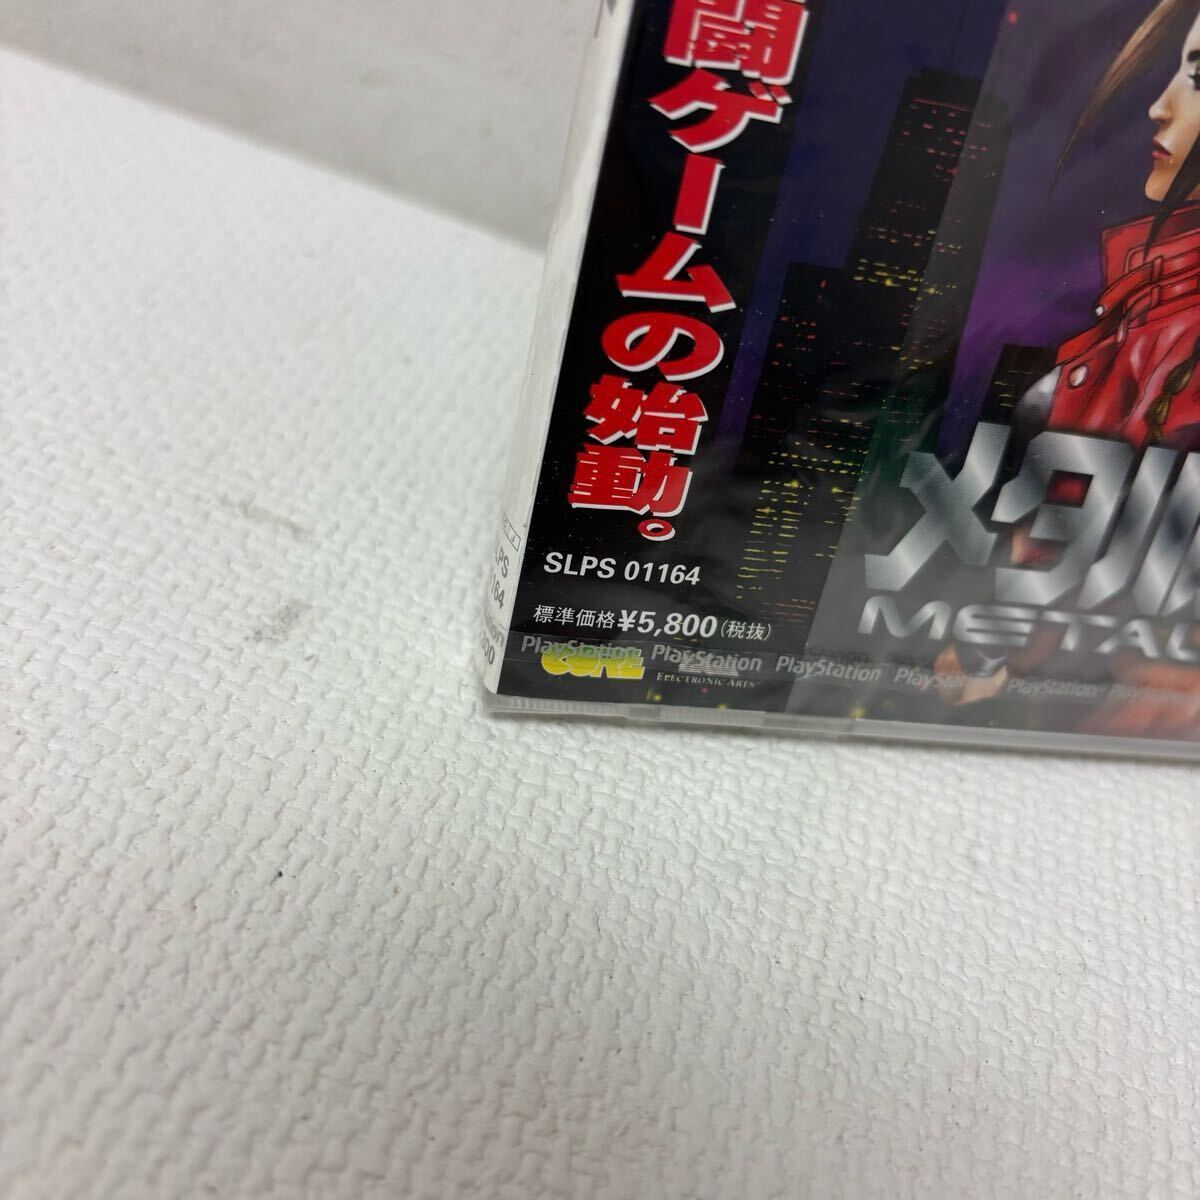 闘ゲームの始動。
SLPS 01164
標準価格¥5,800(税抜)
CORE
ELECTRONIC ARTS
PlayStation PlayStation PlayStation PlayStation PlayStation PlayStation
メタル
METAL